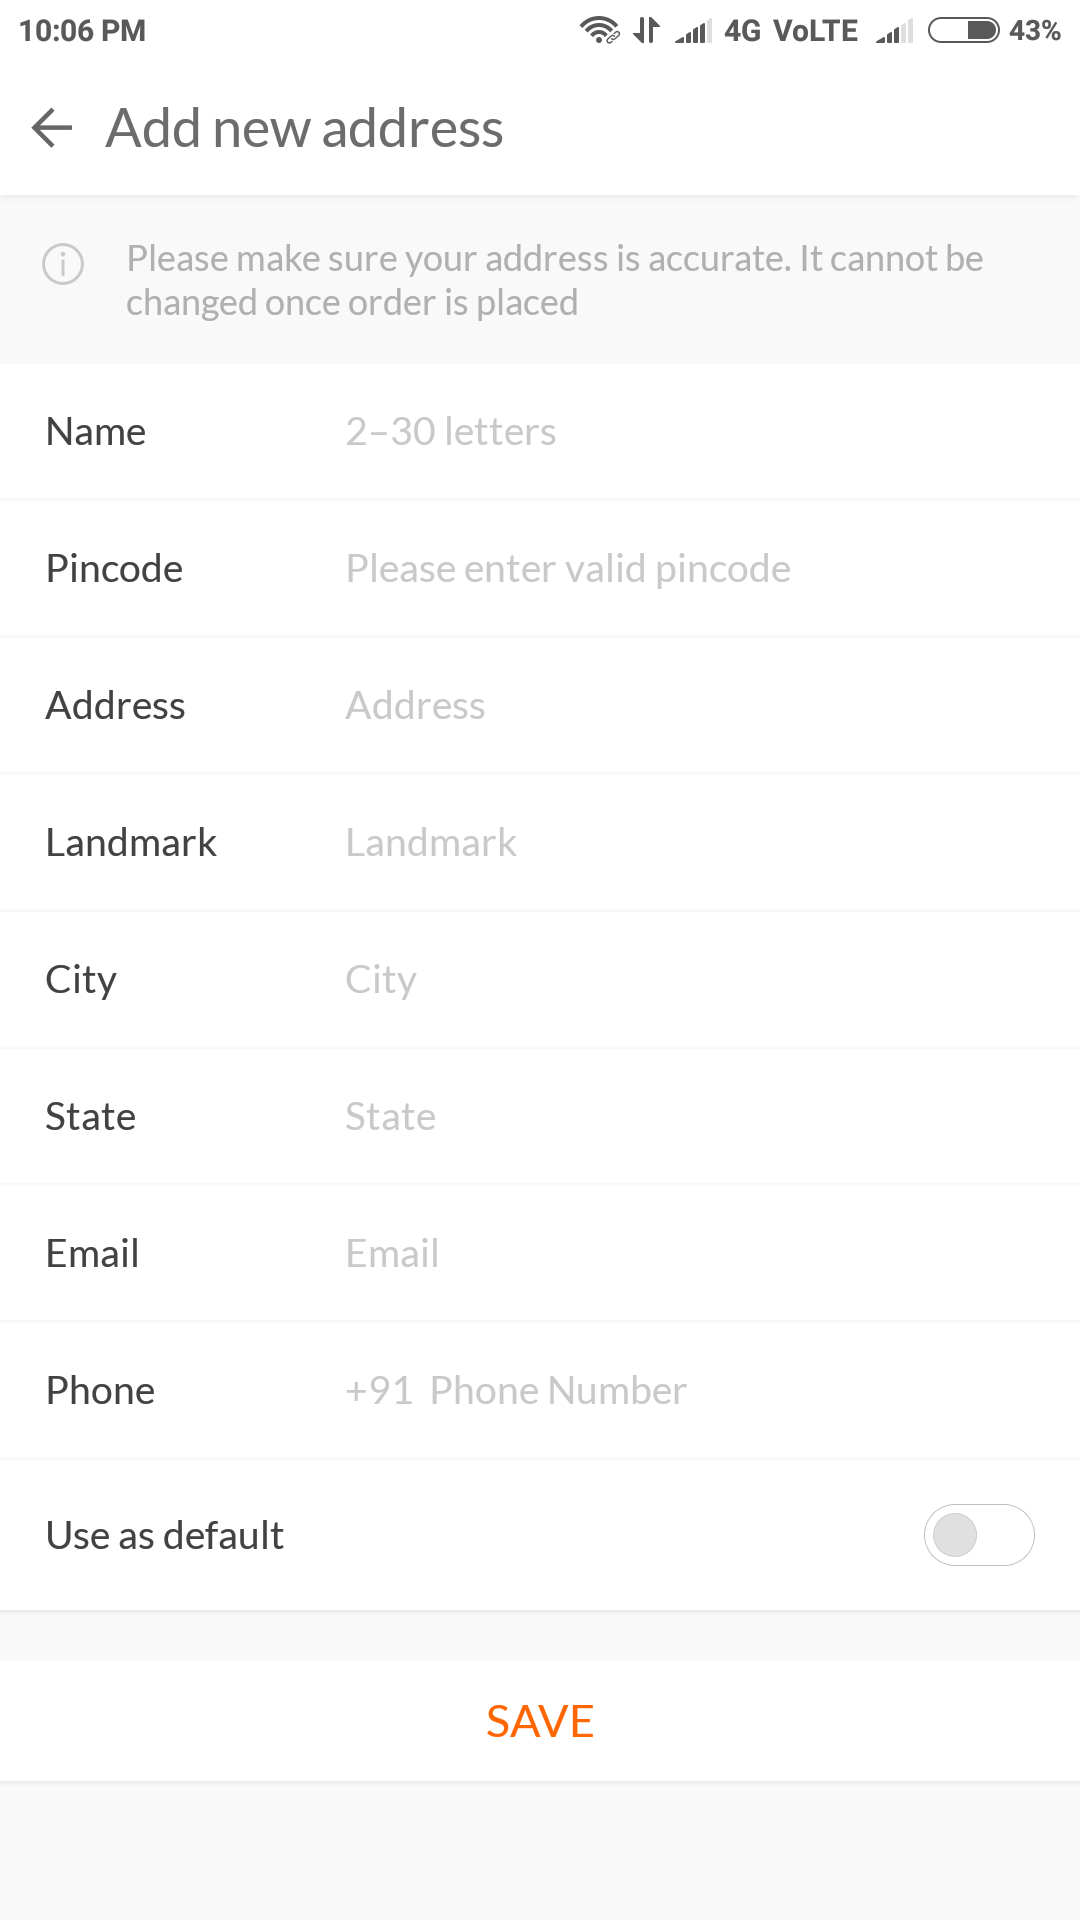 10:06 PM 4G VoLTE 43%
Add new address
Please make sure your address is accurate. It cannot be
changed once order is placed
Name 2–30 letters
Pincode Please enter valid pincode
Address Address
Landmark Landmark
City City
State State
Email Email
Phone +91 Phone Number
Use as default
SAVE